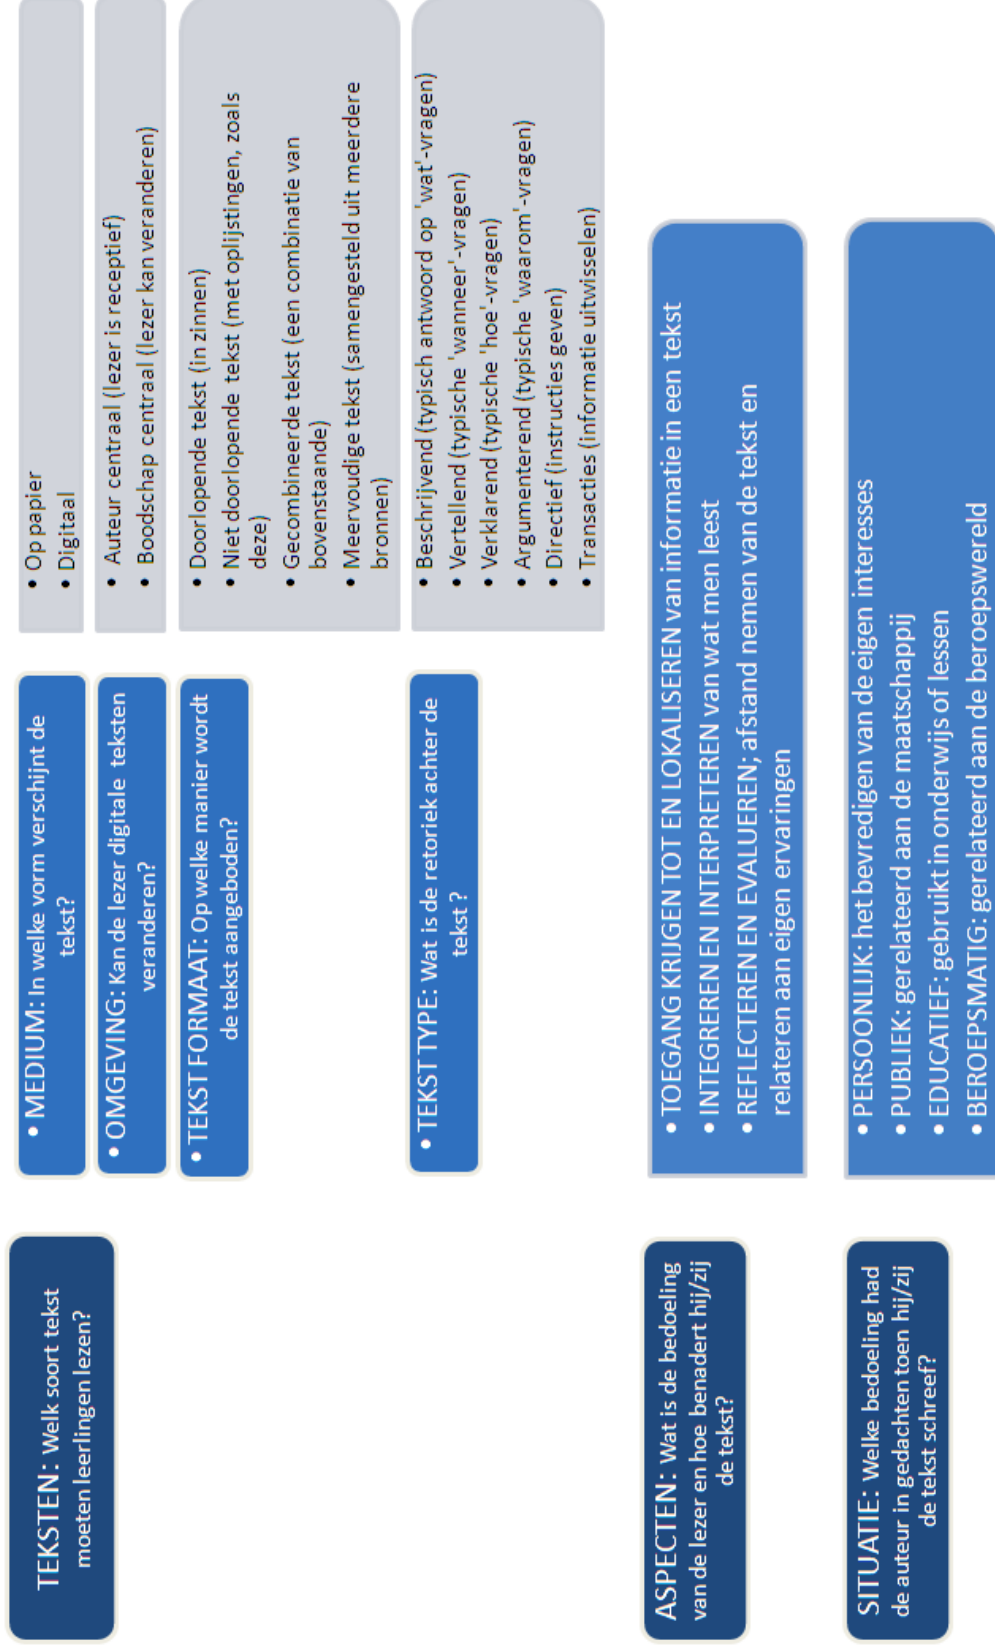 TEKSTEN: Welk soort tekst
moeten leerlingen lezen?
• MEDIUM: In welke vorm verschijnt de
tekst?
• Op papier
• Digitaal
• OMGEVING: Kan de lezer digitale teksten
veranderen?
• Auteur centraal (lezer is receptief)
• Boodschap centraal (lezer kan veranderen)
• TEKST FORMAAT: Op welke manier wordt
de tekst aangeboden?
• Doorlopende tekst (in zinnen)
• Niet doorlopende tekst (met oplijstingen, zoals
deze)
• Gecombineerde tekst (een combinatie van
bovenstaande)
• Meervoudige tekst (samengesteld uit meerdere
bronnen)
• TEKSTTYPE: Wat is de retoriek achter de
tekst ?
• Beschrijvend (typisch antwoord op 'wat'-vragen)
• Vertellend (typische 'wanneer'-vragen)
• Verklarend (typische 'hoe'-vragen)
• Argumenterend (typische 'waarom'-vragen)
• Directief (instructies geven)
• Transacties (informatie uitwisselen)
ASPECTEN: Wat is de bedoeling
van de lezer en hoe benadert hij/zij
de tekst?
• TOEGANG KRIJGEN TOT EN LOKALISEREN van informatie in een tekst
• INTEGREREN EN INTERPRETEREN van wat men leest
• REFLECTEREN EN EVALUEREN; afstand nemen van de tekst en
relateren aan eigen ervaringen
SITUATIE: Welke bedoeling had
de auteur in gedachten toen hij/zij
de tekst schreef?
• PERSOONLIJK: het bevredigen van de eigen interesses
• PUBLIEK: gerelateerd aan de maatschappij
• EDUCATIEF: gebruikt in onderwijs of lessen
• BEROEPSMATIG: gerelateerd aan de beroepswereld